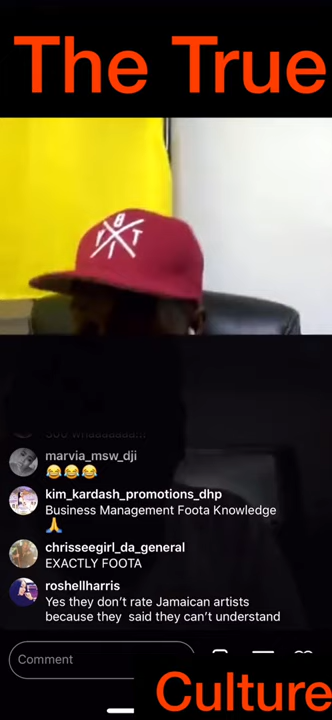 The True
8
Y T
I
marvia_msw_dji
😂😂😂
kim_kardash_promotions_dhp
Business Management Foota Knowledge
🙏
chrisseegirl_da_general
EXACTLY FOOTA
roshellharris
Yes they don't rate Jamaican artists
because they said they can't understand
Comment
Culture